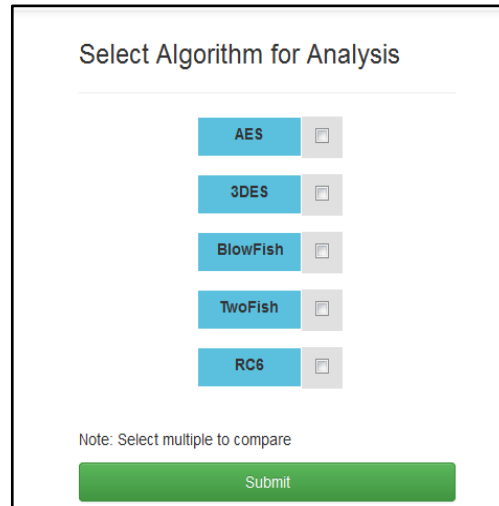 Select Algorithm for Analysis
AES
3DES
BlowFish
TwoFish
RC6
Note: Select multiple to compare
Submit